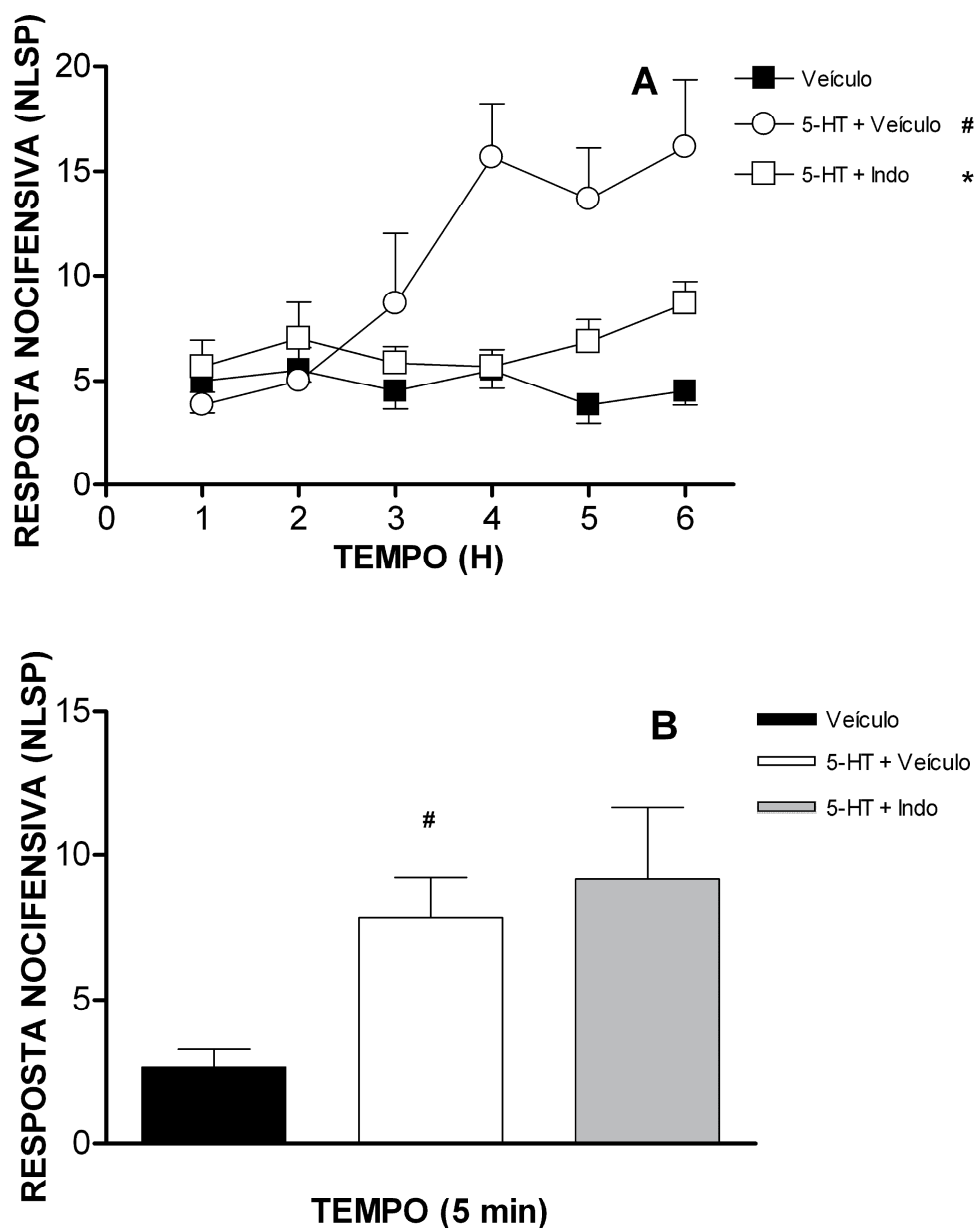 A
Veículo
5-HT + Veículo #
5-HT + Indo *
RESPOSTA NOCIFENSIVA (NLSP)
20
15
10
5
0
0 1 2 3 4 5 6
TEMPO (H)
B
Veículo
5-HT + Veículo
5-HT + Indo
RESPOSTA NOCIFENSIVA (NLSP)
15
10
5
0
#
TEMPO (5 min)